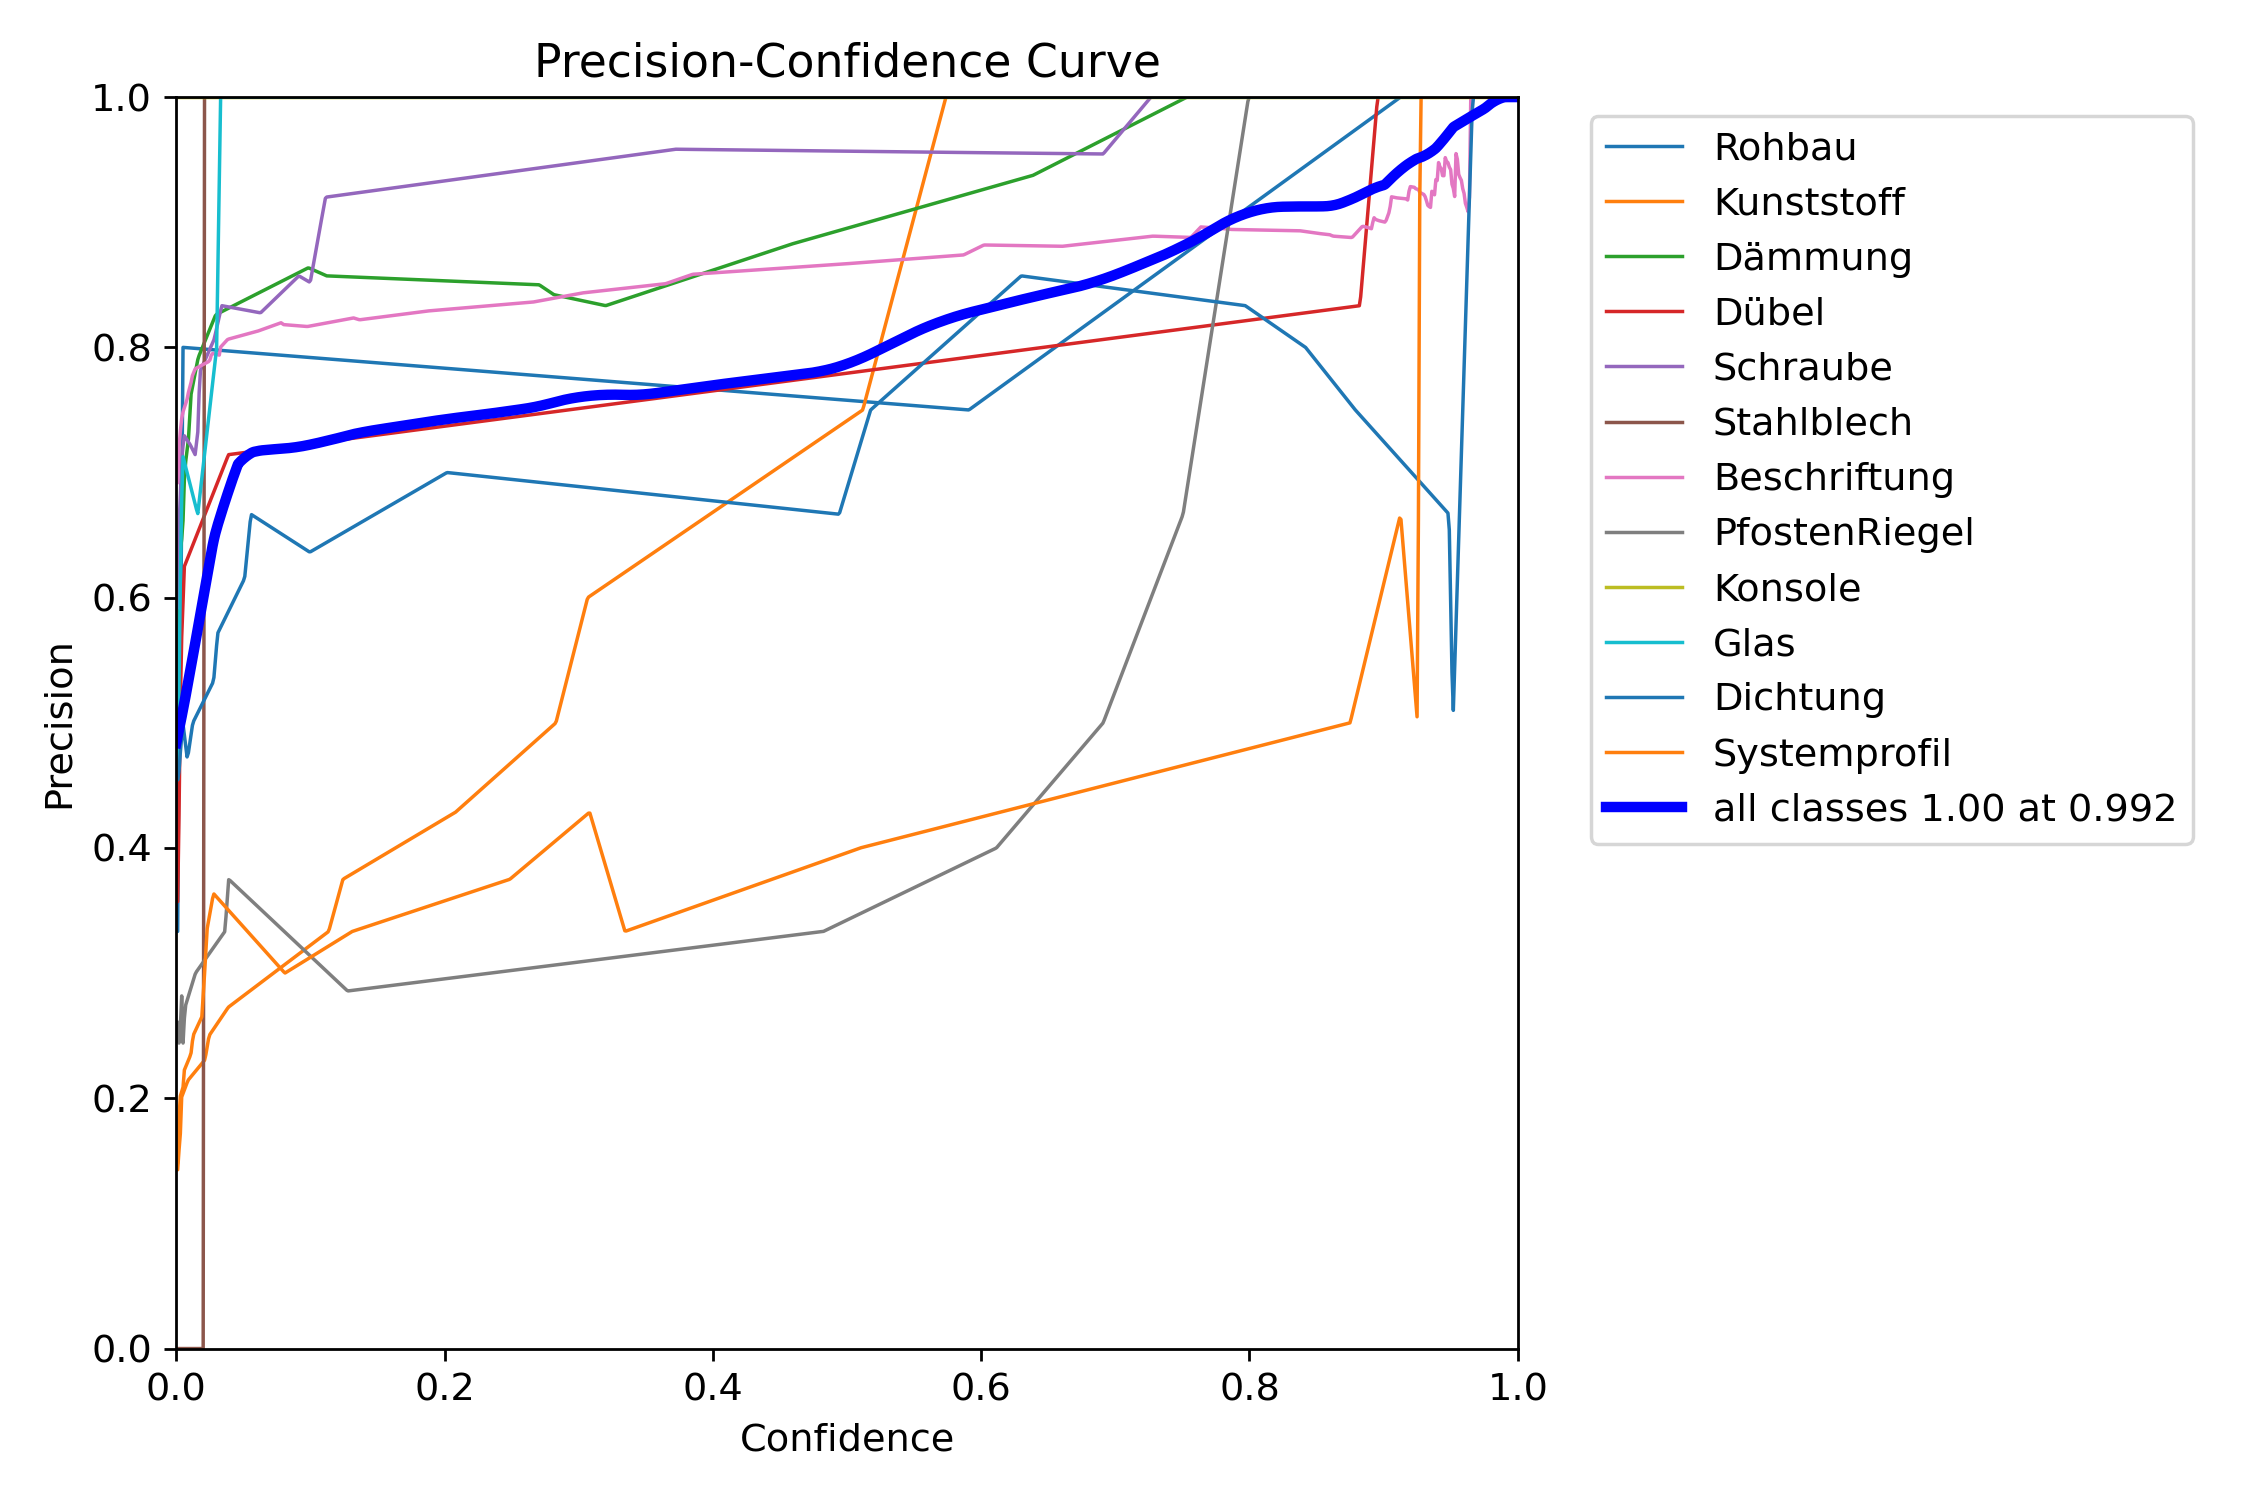 Precision-Confidence Curve
1.0
0.8
0.6
0.4
0.2
0.0
Precision
0.0 0.2 0.4 0.6 0.8 1.0
Confidence
Rohbau
Kunststoff
Dämmung
Dübel
Schraube
Stahlblech
Beschriftung
PfostenRiegel
Konsole
Glas
Dichtung
Systemprofil
all classes 1.00 at 0.992